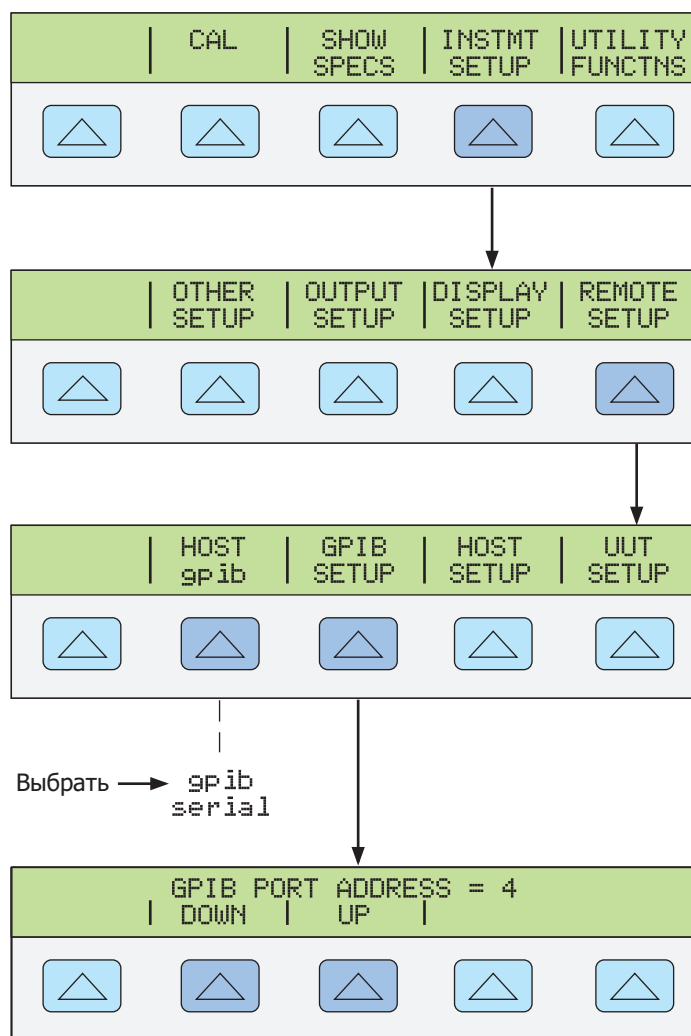 CAL | SHOW | INSTMT | UTILITY
SPECS | SETUP | FUNCTNS
OTHER | OUTPUT | DISPLAY | REMOTE
SETUP | SETUP | SETUP | SETUP
HOST | GPIB | HOST | UUT
gpib | SETUP | SETUP | SETUP
Выбрать gpib
serial
GPIB PORT ADDRESS = 4
| DOWN | UP |